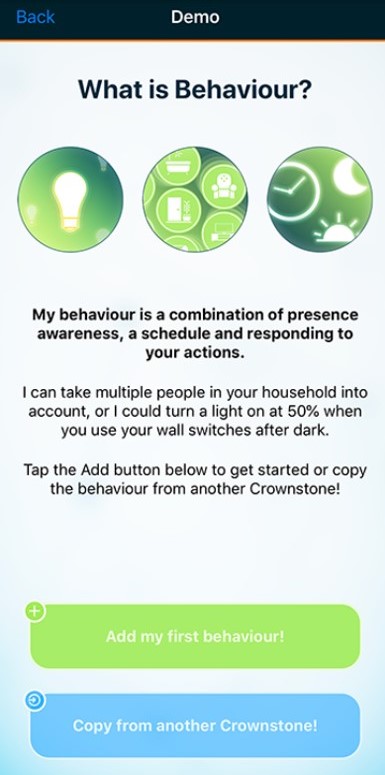 Back
Demo
What is Behaviour?
My behaviour is a combination of presence
awareness, a schedule and responding to
your actions.
I can take multiple people in your household into
account, or I could turn a light on at 50% when
you use your wall switches after dark.
Tap the Add button below to get started or copy
the behaviour from another Crownstone!
Add my first behaviour!
Copy from another Crownstone!